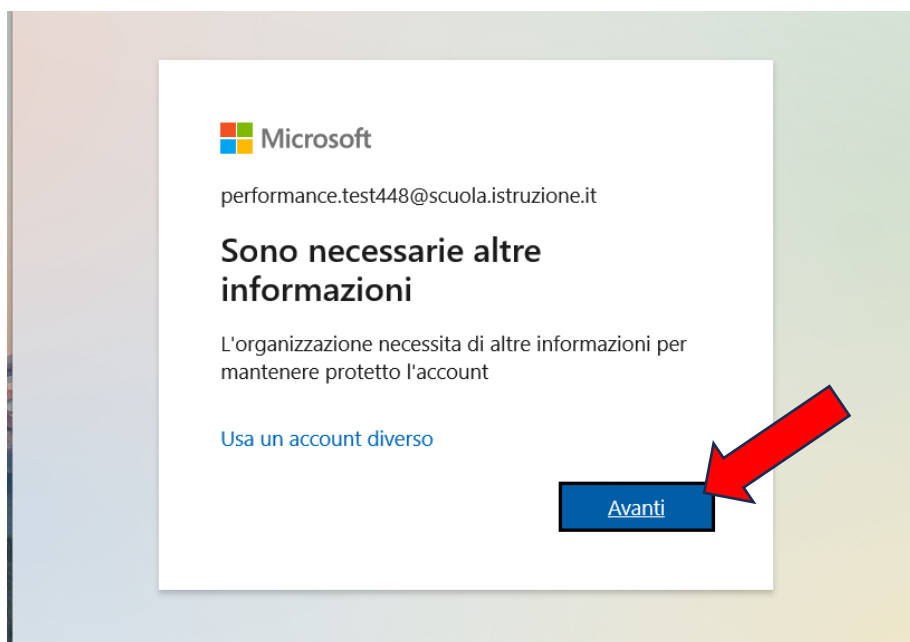 Microsoft
performance.test448@scuola.istruzione.it
Sono necessarie altre
informazioni
L'organizzazione necessita di altre informazioni per
mantenere protetto l'account
Usa un account diverso
Avanti